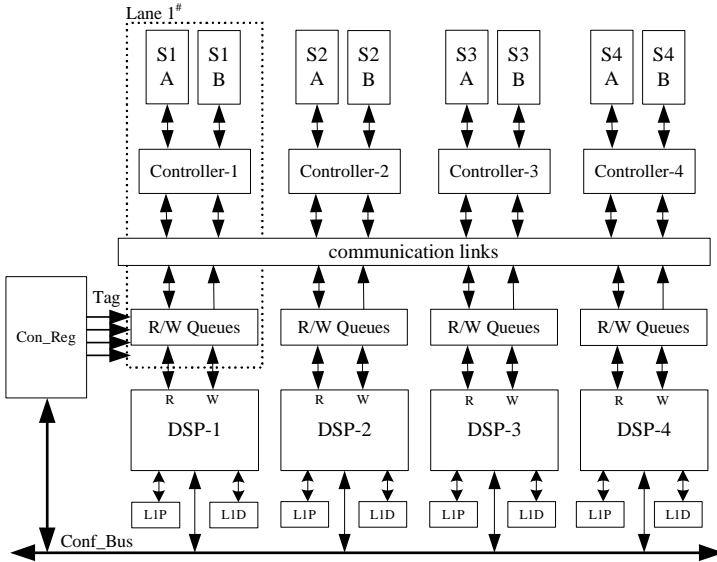 Lane 1#
S1 A
S1 B
S2 A
S2 B
S3 A
S3 B
S4 A
S4 B
Controller-1
Controller-2
Controller-3
Controller-4
communication links
Tag
Con_Reg
R/W Queues
R/W Queues
R/W Queues
R/W Queues
R W
R W
R W
R W
DSP-1
DSP-2
DSP-3
DSP-4
L1P
L1D
L1P
L1D
L1P
L1D
L1P
L1D
Conf_Bus